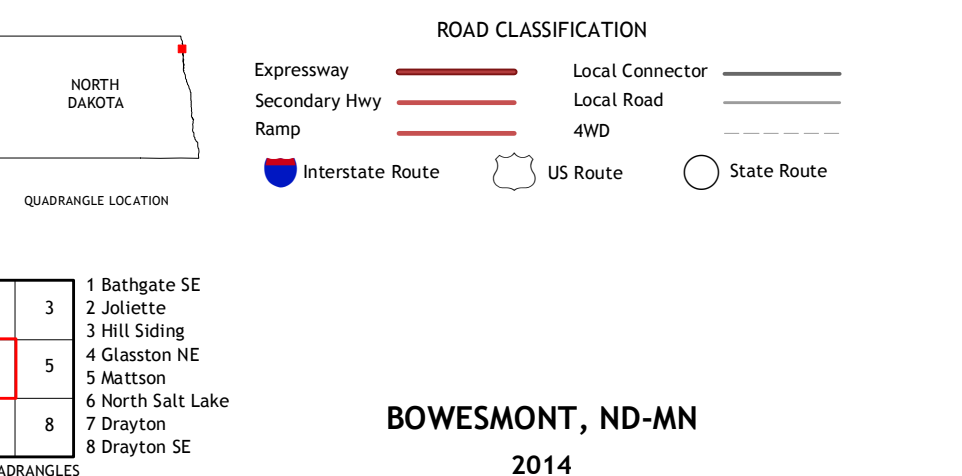 NORTH
DAKOTA
QUADRANGLE LOCATION
ROAD CLASSIFICATION
Expressway
Secondary Hwy
Ramp
Local Connector
Local Road
4WD
Interstate Route
US Route
State Route
3
5
8
1 Bathgate SE
2 Joliette
3 Hill Siding
4 Glasston NE
5 Mattson
6 North Salt Lake
7 Drayton
8 Drayton SE
ADRANGLES
BOWESMONT, ND-MN
2014